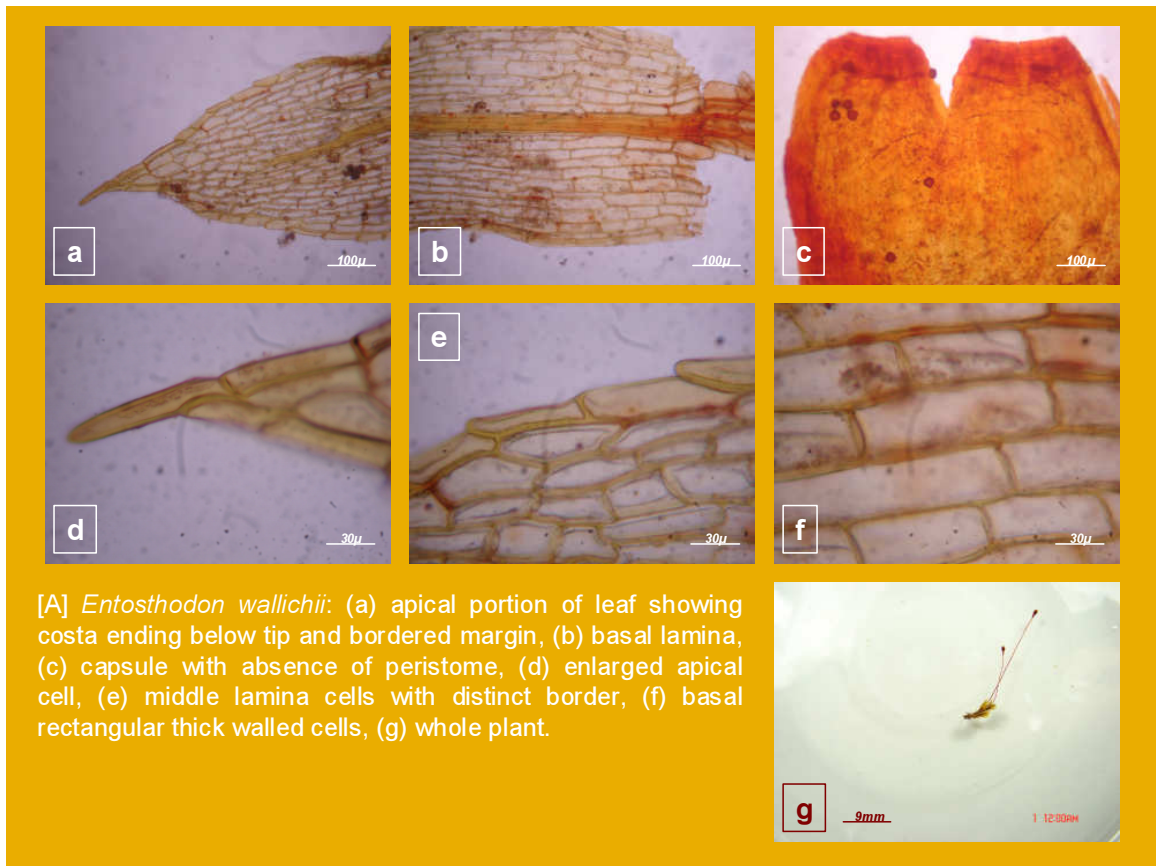 a
100µ
b
100µ
c
100µ
d
30µ
e
30µ
f
30µ
[A] Entosthodon wallichii: (a) apical portion of leaf showing
costa ending below tip and bordered margin, (b) basal lamina,
(c) capsule with absence of peristome, (d) enlarged apical
cell, (e) middle lamina cells with distinct border, (f) basal
rectangular thick walled cells, (g) whole plant.
g
9mm
1 12:00AM